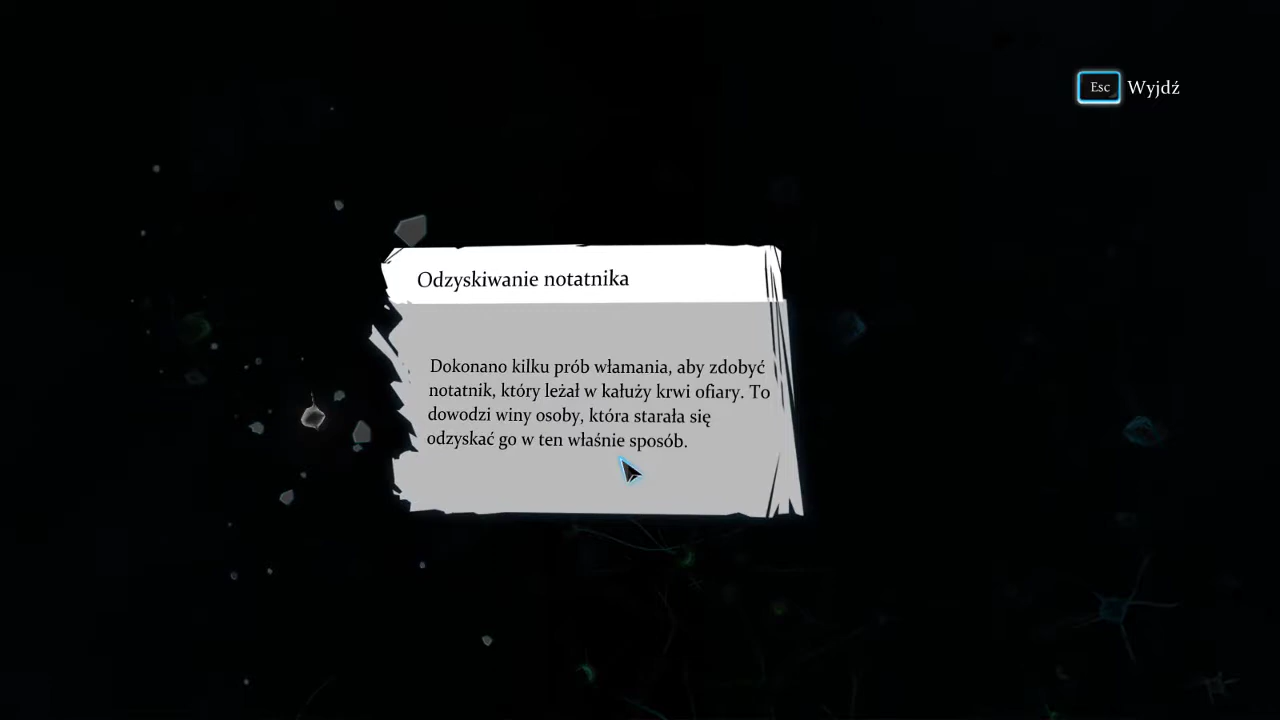 Esc Wyjdź
Odzyskiwanie notatnika
Dokonano kilku prób włamania, aby zdobyć
notatnik, który leżał w kałuży krwi ofiary. To
dowodzi winy osoby, która starała się
odzyskać go w ten właśnie sposób.